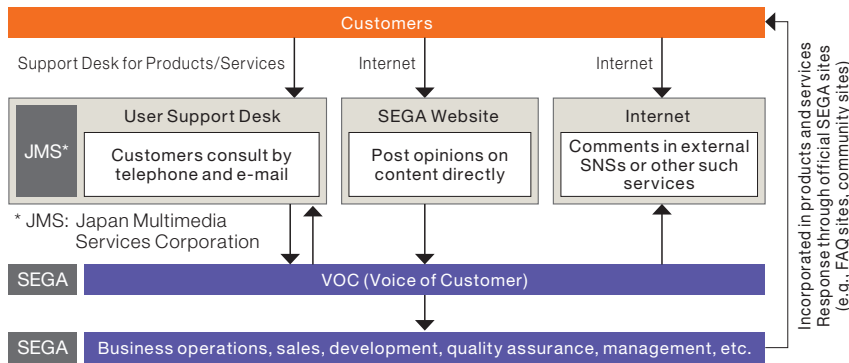 Customers
Support Desk for Products/Services
Internet
Internet
JMS*
User Support Desk
Customers consult by
telephone and e-mail
SEGA Website
Post opinions on
content directly
Internet
Comments in external
SNSs or other such
services
* JMS: Japan Multimedia
Services Corporation
SEGA
VOC (Voice of Customer)
SEGA
Business operations, sales, development, quality assurance, management, etc.
Incorporated in products and services
Response through official SEGA sites
(e.g., FAQ sites, community sites)